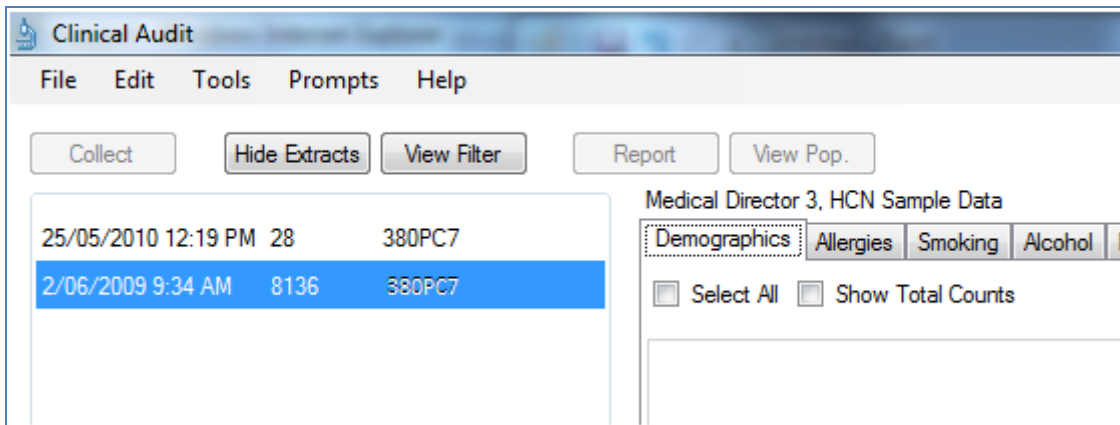 Clinical Audit
File Edit Tools Prompts Help
Collect Hide Extracts View Filter Report View Pop.
Medical Director 3, HCN Sample Data
25/05/2010 12:19 PM 28 380PC7
Demographics Allergies Smoking Alcohol
2/06/2009 9:34 AM 8136 380PC7
Select All Show Total Counts